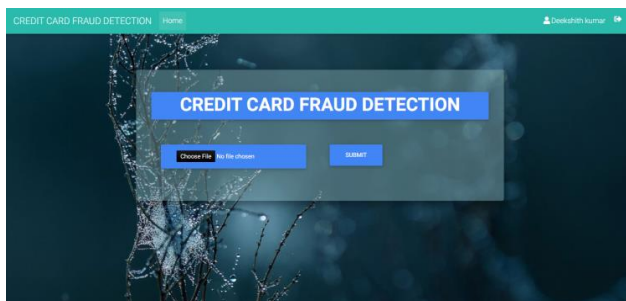 CREDIT CARD FRAUD DETECTION Home Deekshith kumar
CREDIT CARD FRAUD DETECTION
Choose File No file chosen SUBMIT